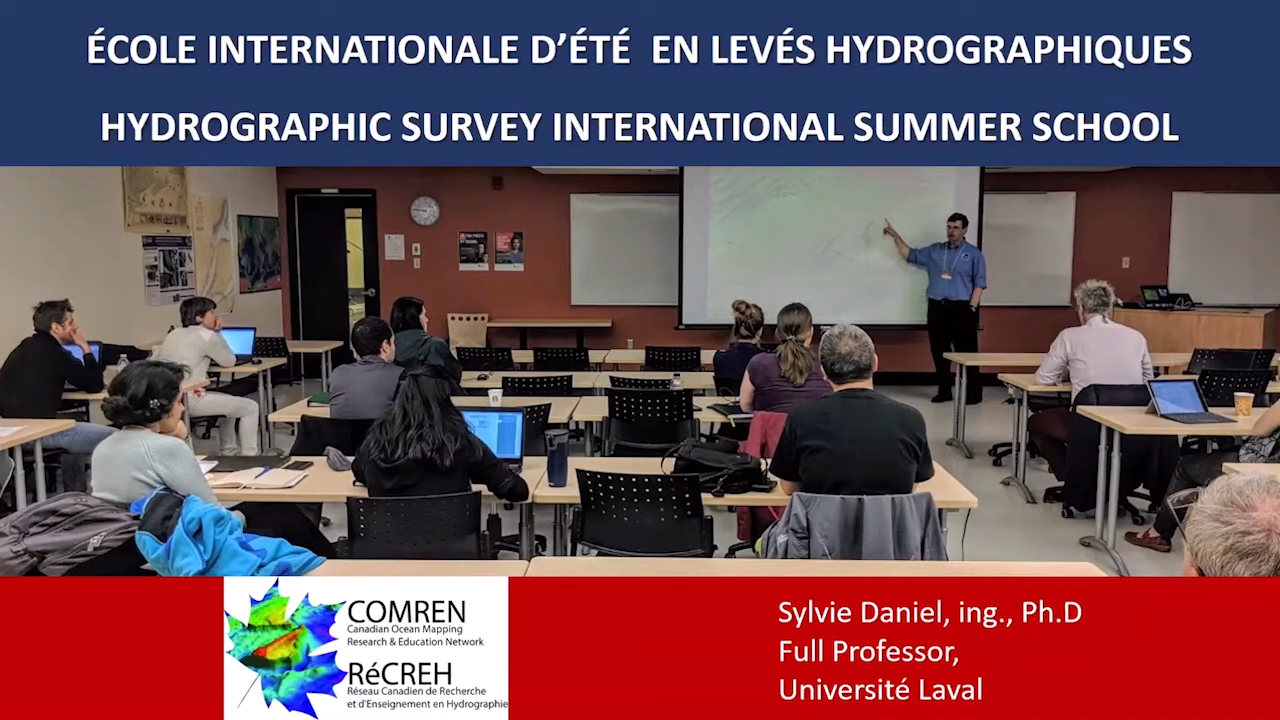 ÉCOLE INTERNATIONALE D’ÉTÉ EN LEVÉS HYDROGRAPHIQUES
HYDROGRAPHIC SURVEY INTERNATIONAL SUMMER SCHOOL
COMREN
Canadian Ocean Mapping
Research & Education Network
RéCREH
Réseau Canadien de Recherche
et d'Enseignement en Hydrographie
Sylvie Daniel, ing., Ph.D
Full Professor,
Université Laval